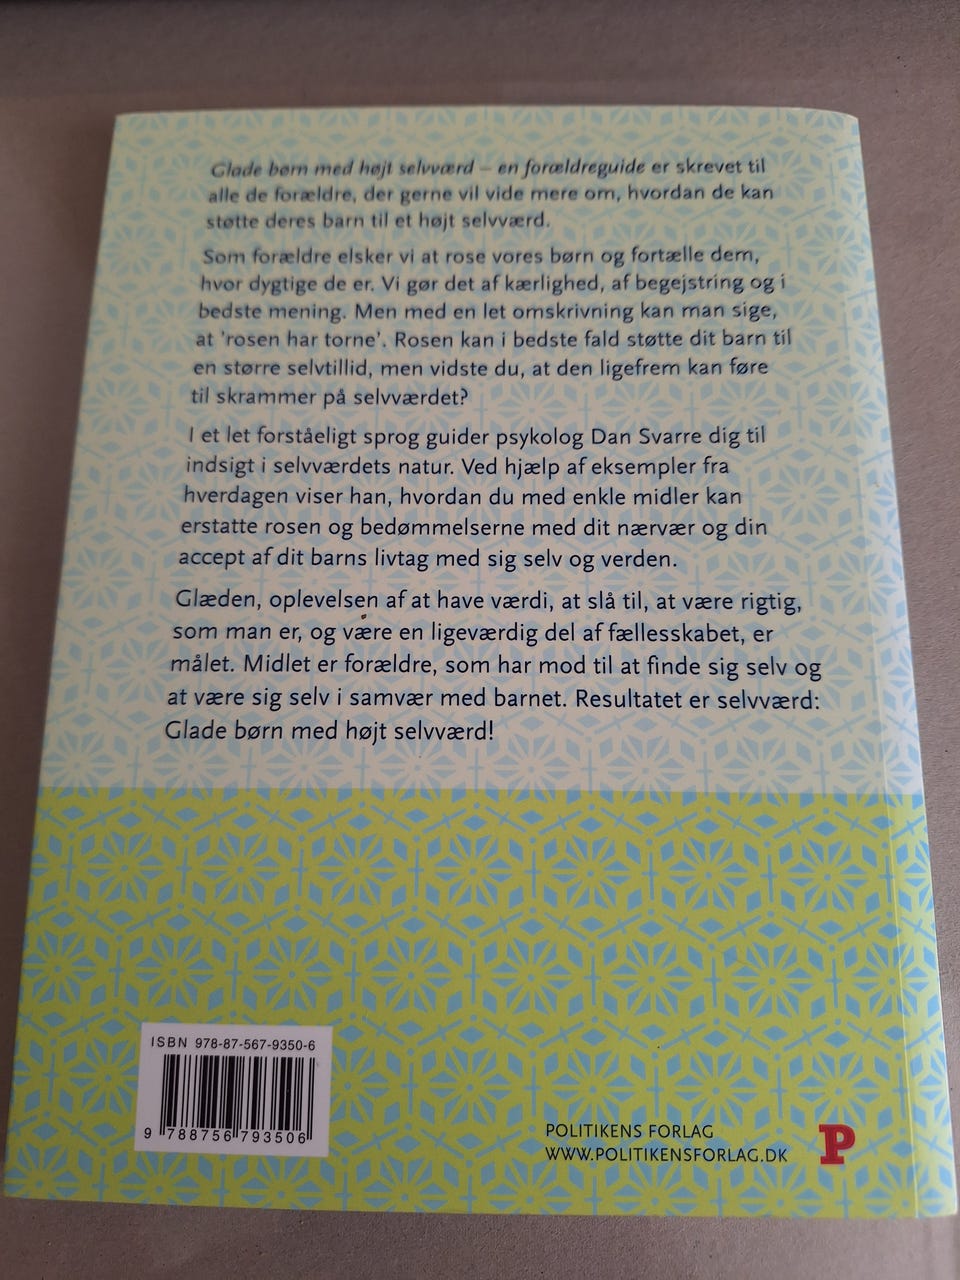 Glade børn med højt selvværd – en forældreguide er skrevet til
alle de forældre, der gerne vil vide mere om, hvordan de kan
støtte deres barn til et højt selvværd.
Som forældre elsker vi at rose vores børn og fortælle dem,
hvor dygtige de er. Vi gør det af kærlighed, af begejstring og i
bedste mening. Men med en let omskrivning kan man sige,
at 'rosen har torne'. Rosen kan i bedste fald støtte dit barn til
en større selvtillid, men vidste du, at den ligefrem kan føre
til skrammer på selvværdet?
I et let forståeligt sprog guider psykolog Dan Svarre dig til
indsigt i selvværdets natur. Ved hjælp af eksempler fra
hverdagen viser han, hvordan du med enkle midler kan
erstatte rosen og bedømmelserne med dit nærvær og din
accept af dit barns livtag med sig selv og verden.
Glæden, oplevelsen af at have værdi, at slå til, at være rigtig,
som man er, og være en ligeværdig del af fællesskabet, er
målet. Midlet er forældre, som har mod til at finde sig selv og
at være sig selv i samvær med barnet. Resultatet er selvværd:
Glade børn med højt selvværd!
ISBN 978-87-567-9350-6
9 788756 793506
POLITIKENS FORLAG
WWW.POLITIKENSFORLAG.DK
P